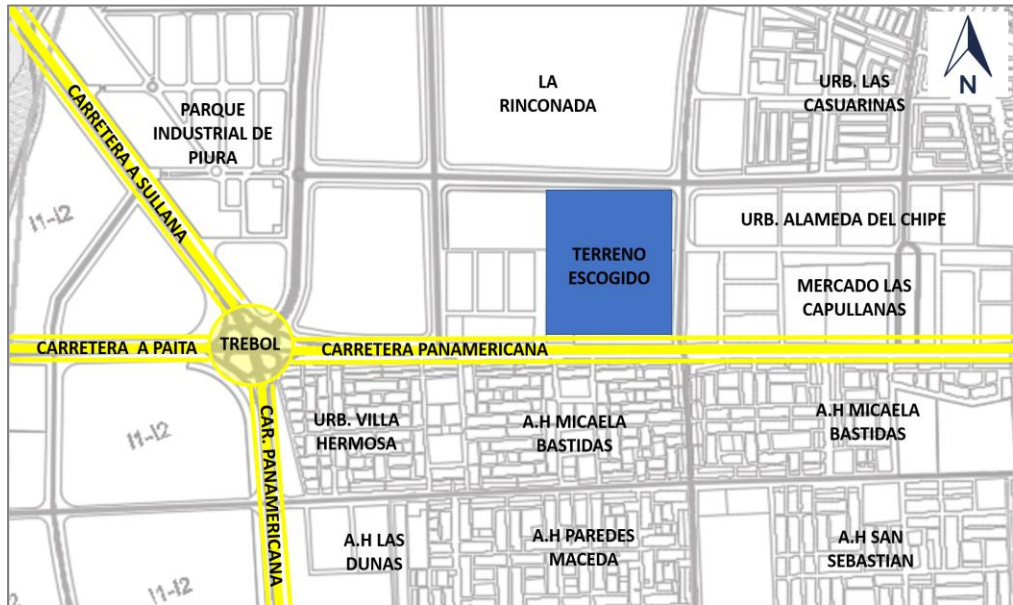 N
LA
RINCONADA
URB. LAS
CASUARINAS
PARQUE
INDUSTRIAL DE
PIURA
CARRETERA A SULLANA
I1-I2
URB. ALAMEDA DEL CHIPE
TERRENO
ESCOGIDO
MERCADO LAS
CAPULLANAS
CARRETERA A PAITA
TREBOL
CARRETERA PANAMERICANA
CAR. PANAMERICANA
I1-I2
URB. VILLA
HERMOSA
A.H MICAELA
BASTIDAS
A.H MICAELA
BASTIDAS
A.H LAS
DUNAS
A.H PAREDES
MACEDA
A.H SAN
SEBASTIAN
I1-I2